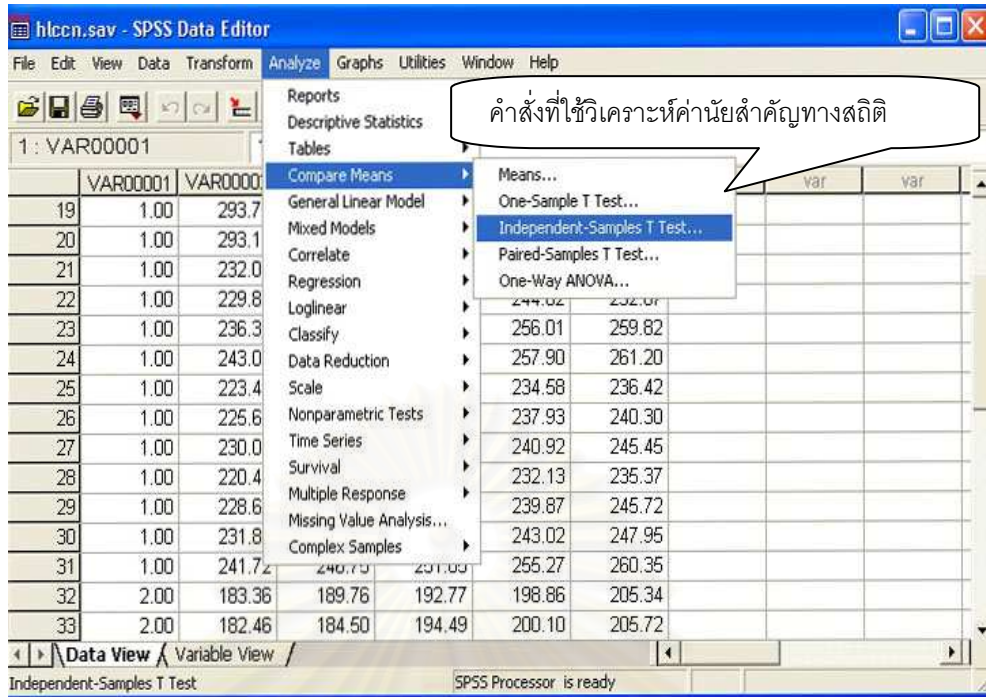 hlccn.sav - SPSS Data Editor
File Edit View Data Transform Analyze Graphs Utilities Window Help
คำสั่งที่ใช้วิเคราะห์ค่านัยสำคัญทางสถิติ
1 : VAR00001
Reports
Descriptive Statistics
Tables
Compare Means
General Linear Model
Mixed Models
Correlate
Regression
Loglinear
Classify
Data Reduction
Scale
Nonparametric Tests
Time Series
Survival
Multiple Response
Missing Value Analysis...
Complex Samples
Means...
One-Sample T Test...
Independent-Samples T Test...
Paired-Samples T Test...
One-Way ANOVA...
VAR00001 VAR0000 var var
19 1.00 293.7
20 1.00 293.1
21 1.00 232.0
22 1.00 229.8
23 1.00 236.3 256.01 259.82
24 1.00 243.0 257.90 261.20
25 1.00 223.4 234.58 236.42
26 1.00 225.6 237.93 240.30
27 1.00 230.0 240.92 245.45
28 1.00 220.4 232.13 235.37
29 1.00 228.6 239.87 245.72
30 1.00 231.8 243.02 247.95
31 1.00 241.72 255.27 260.35
32 2.00 183.36 189.76 192.77 198.86 205.34
33 2.00 182.46 184.50 194.49 200.10 205.72
Data View Variable View
Independent-Samples T Test SPSS Processor is ready